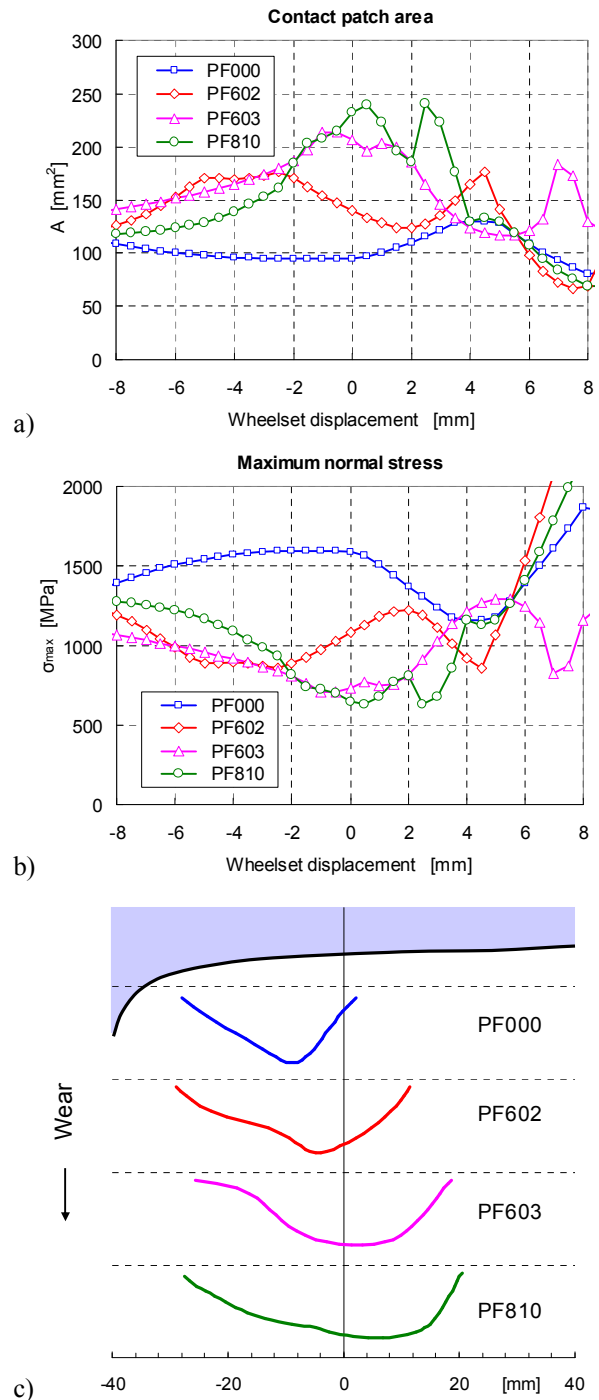 Contact patch area
300
250
200
150
100
50
0
A [mm²]
PF000
PF602
PF603
PF810
-8 -6 -4 -2 0 2 4 6 8
Wheelset displacement [mm]
a)
Maximum normal stress
2000
1500
1000
500
0
σmax [MPa]
PF000
PF602
PF603
PF810
-8 -6 -4 -2 0 2 4 6 8
Wheelset displacement [mm]
b)
Wear
PF000
PF602
PF603
PF810
-40 -20 0 20 [mm] 40
c)